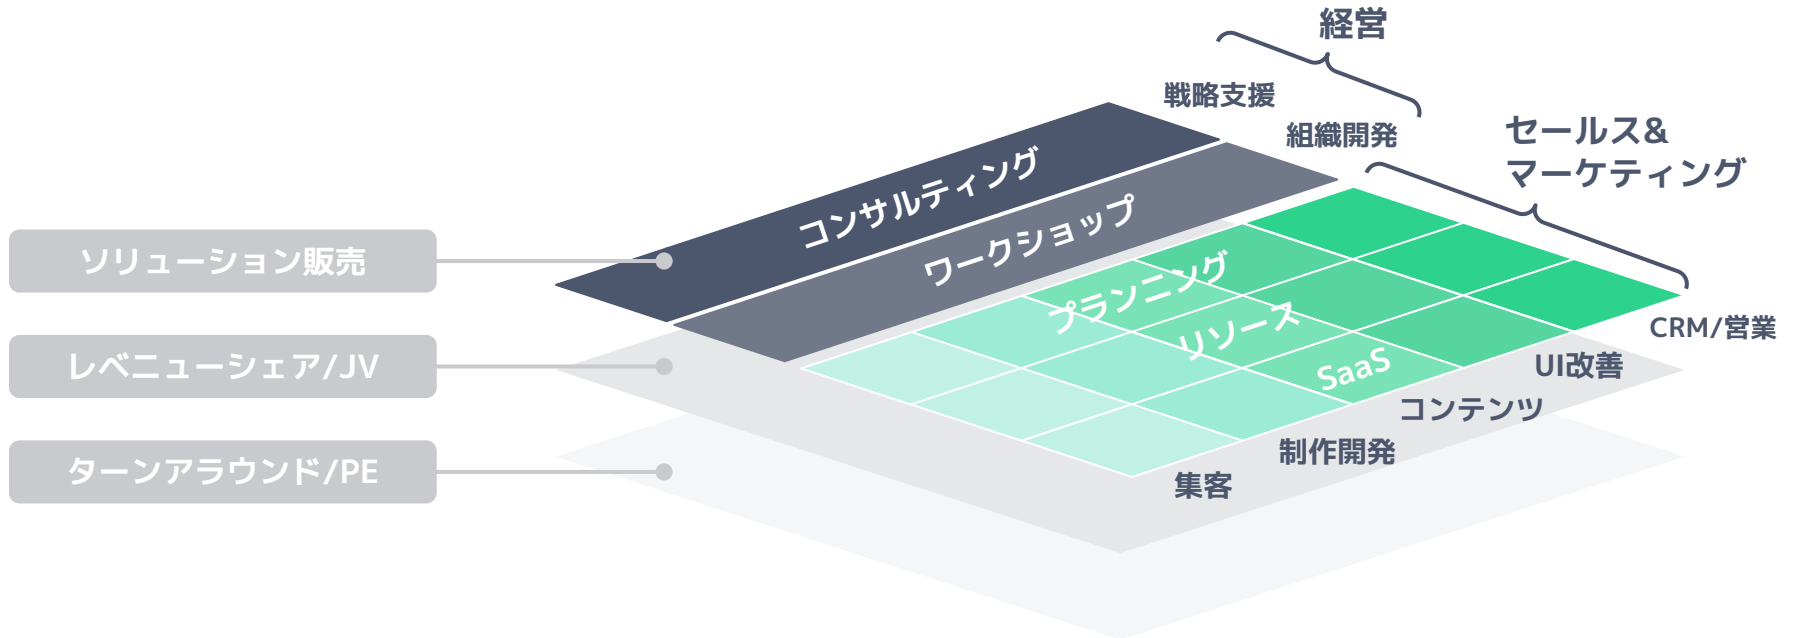 経営
戦略支援
組織開発
セールス&
マーケティング
コンサルティング
ワークショップ
プランニング
リソース
SaaS
ソリューション販売
レベニューシェア/JV
ターンアラウンド/PE
CRM/営業
UI改善
コンテンツ
制作開発
集客